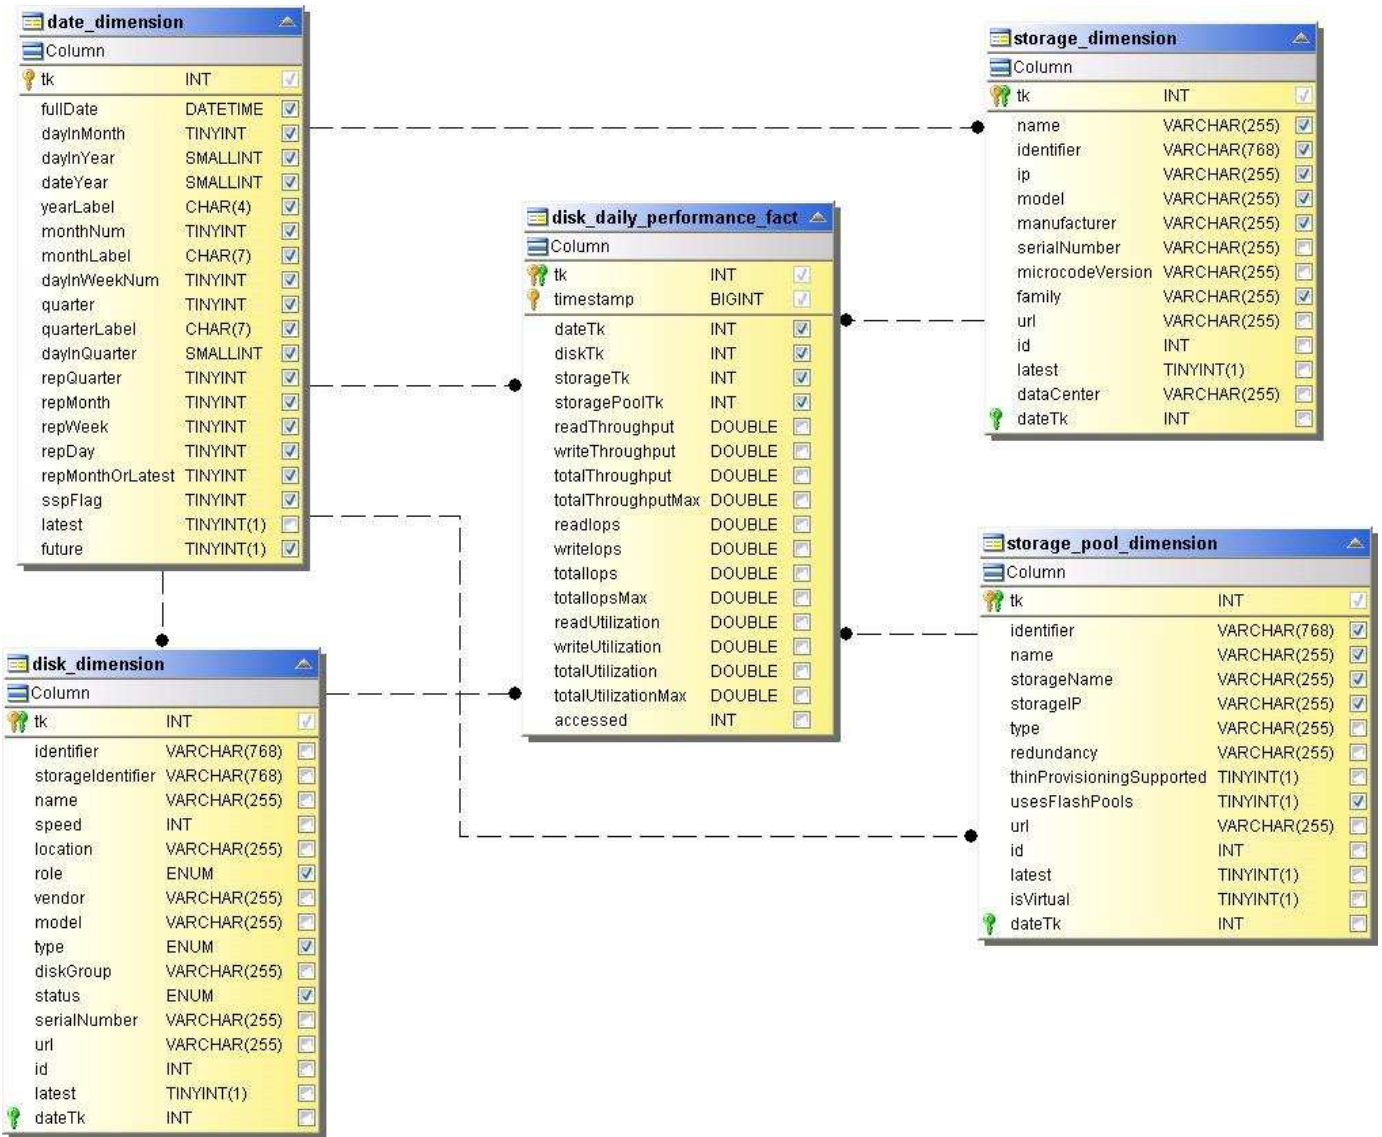 date_dimension
Column
tk INT
fullDate DATETIME
dayInMonth TINYINT
dayInYear SMALLINT
dateYear SMALLINT
yearLabel CHAR(4)
monthNum TINYINT
monthLabel CHAR(7)
dayInWeekNum TINYINT
quarter TINYINT
quarterLabel CHAR(7)
dayInQuarter SMALLINT
repQuarter TINYINT
repMonth TINYINT
repWeek TINYINT
repDay TINYINT
repMonthOrLatest TINYINT
sspFlag TINYINT
latest TINYINT(1)
future TINYINT(1)
disk_dimension
Column
tk INT
identifier VARCHAR(768)
storageIdentifier VARCHAR(768)
name VARCHAR(255)
speed INT
location VARCHAR(255)
role ENUM
vendor VARCHAR(255)
model VARCHAR(255)
type ENUM
diskGroup VARCHAR(255)
status ENUM
serialNumber VARCHAR(255)
url VARCHAR(255)
id INT
latest TINYINT(1)
dateTk INT
disk_daily_performance_fact
Column
tk INT
timestamp BIGINT
dateTk INT
diskTk INT
storageTk INT
storagePoolTk INT
readThroughput DOUBLE
writeThroughput DOUBLE
totalThroughput DOUBLE
totalThroughputMax DOUBLE
readIops DOUBLE
writeIops DOUBLE
totalIops DOUBLE
totalIopsMax DOUBLE
readUtilization DOUBLE
writeUtilization DOUBLE
totalUtilization DOUBLE
totalUtilizationMax DOUBLE
accessed INT
storage_dimension
Column
tk INT
name VARCHAR(255)
identifier VARCHAR(768)
ip VARCHAR(255)
model VARCHAR(255)
manufacturer VARCHAR(255)
serialNumber VARCHAR(255)
microcodeVersion VARCHAR(255)
family VARCHAR(255)
url VARCHAR(255)
id INT
latest TINYINT(1)
dataCenter VARCHAR(255)
dateTk INT
storage_pool_dimension
Column
tk INT
identifier VARCHAR(768)
name VARCHAR(255)
storageName VARCHAR(255)
storageIP VARCHAR(255)
type VARCHAR(255)
redundancy VARCHAR(255)
thinProvisioningSupported TINYINT(1)
usesFlashPools TINYINT(1)
url VARCHAR(255)
id INT
latest TINYINT(1)
isVirtual TINYINT(1)
dateTk INT